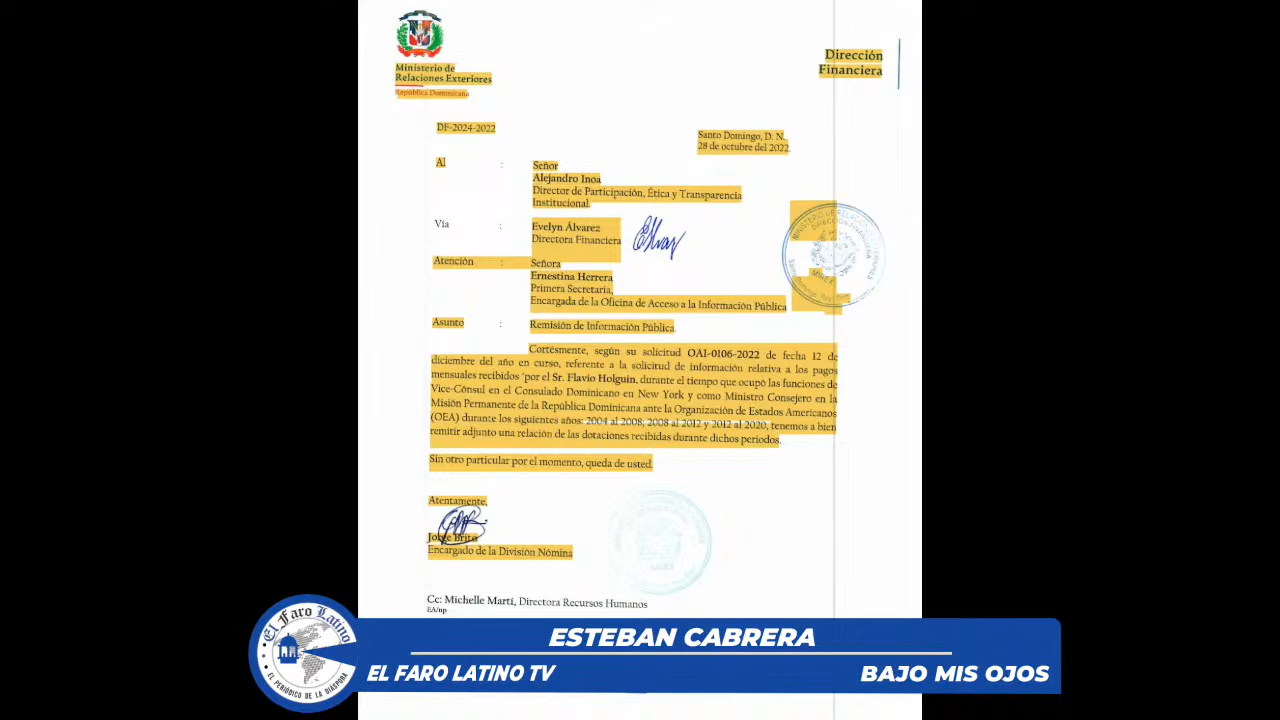 Ministerio de
Relaciones Exteriores
República Dominicana
Dirección
Financiera
DF-2024-2022
Santo Domingo, D. N.
28 de octubre del 2022.
Al : Señor
Alejandro Inoa
Director de Participación, Ética y Transparencia
Institucional.
Vía : Evelyn Álvarez
Directora Financiera
Atención : Señora
Ernestina Herrera
Primera Secretaria,
Encargada de la Oficina de Acceso a la Información Pública
MINISTERIO DE RELACIONES EXTERIORES
DIRECCIÓN FINANCIERA
MIREX
Asunto : Remisión de Información Pública.
Cortésmente, según su solicitud OAI-0106-2022 de fecha 12 de
diciembre del año en curso, referente a la solicitud de información relativa a los pagos
mensuales recibidos "por el Sr. Flavio Holguín, durante el tiempo que ocupó las funciones de
Vice-Cónsul en el Consulado Dominicano en New York y como Ministro Consejero en la
Misión Permanente de la República Dominicana ante la Organización de Estados Americanos
(OEA) durante los siguientes años: 2004 al 2008, 2008 al 2012 y 2012 al 2020, tenemos a bien
remitir adjunto una relación de las dotaciones recibidas durante dichos periodos.
Sin otro particular por el momento, queda de usted.
Atentamente,
Jorge Brito
Encargado de la División Nómina
Cc: Michelle Martí, Directora Recursos Humanos
EA/np
El Faro Latino
EL PERIÓDICO DE LA DIÁSPORA
ESTEBAN CABRERA
EL FARO LATINO TV
BAJO MIS OJOS